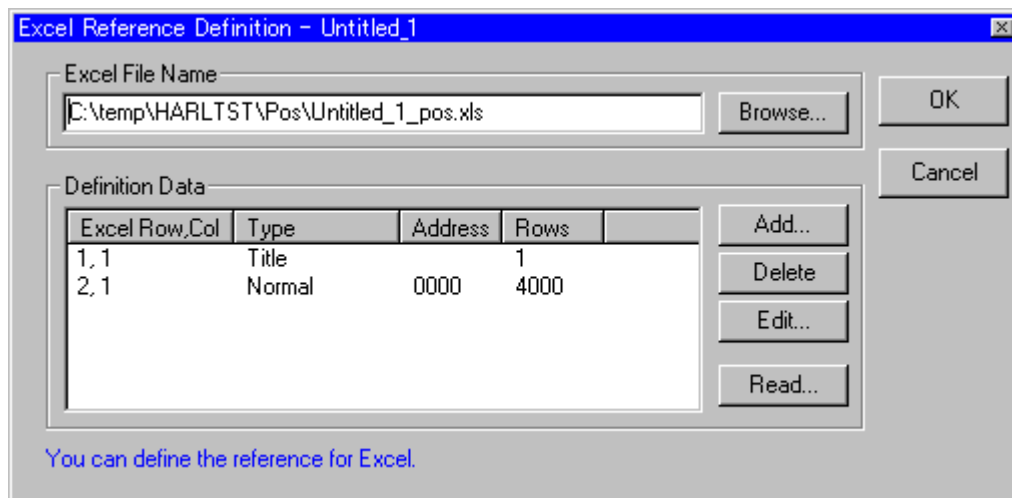 Excel Reference Definition - Untitled_1
Excel File Name
C:\temp\HARLTST\Pos\Untitled_1_pos.xls
Browse...
OK
Cancel
Definition Data
Excel Row,Col Type Address Rows
1, 1 Title 1
2, 1 Normal 0000 4000
Add...
Delete
Edit...
Read...
You can define the reference for Excel.